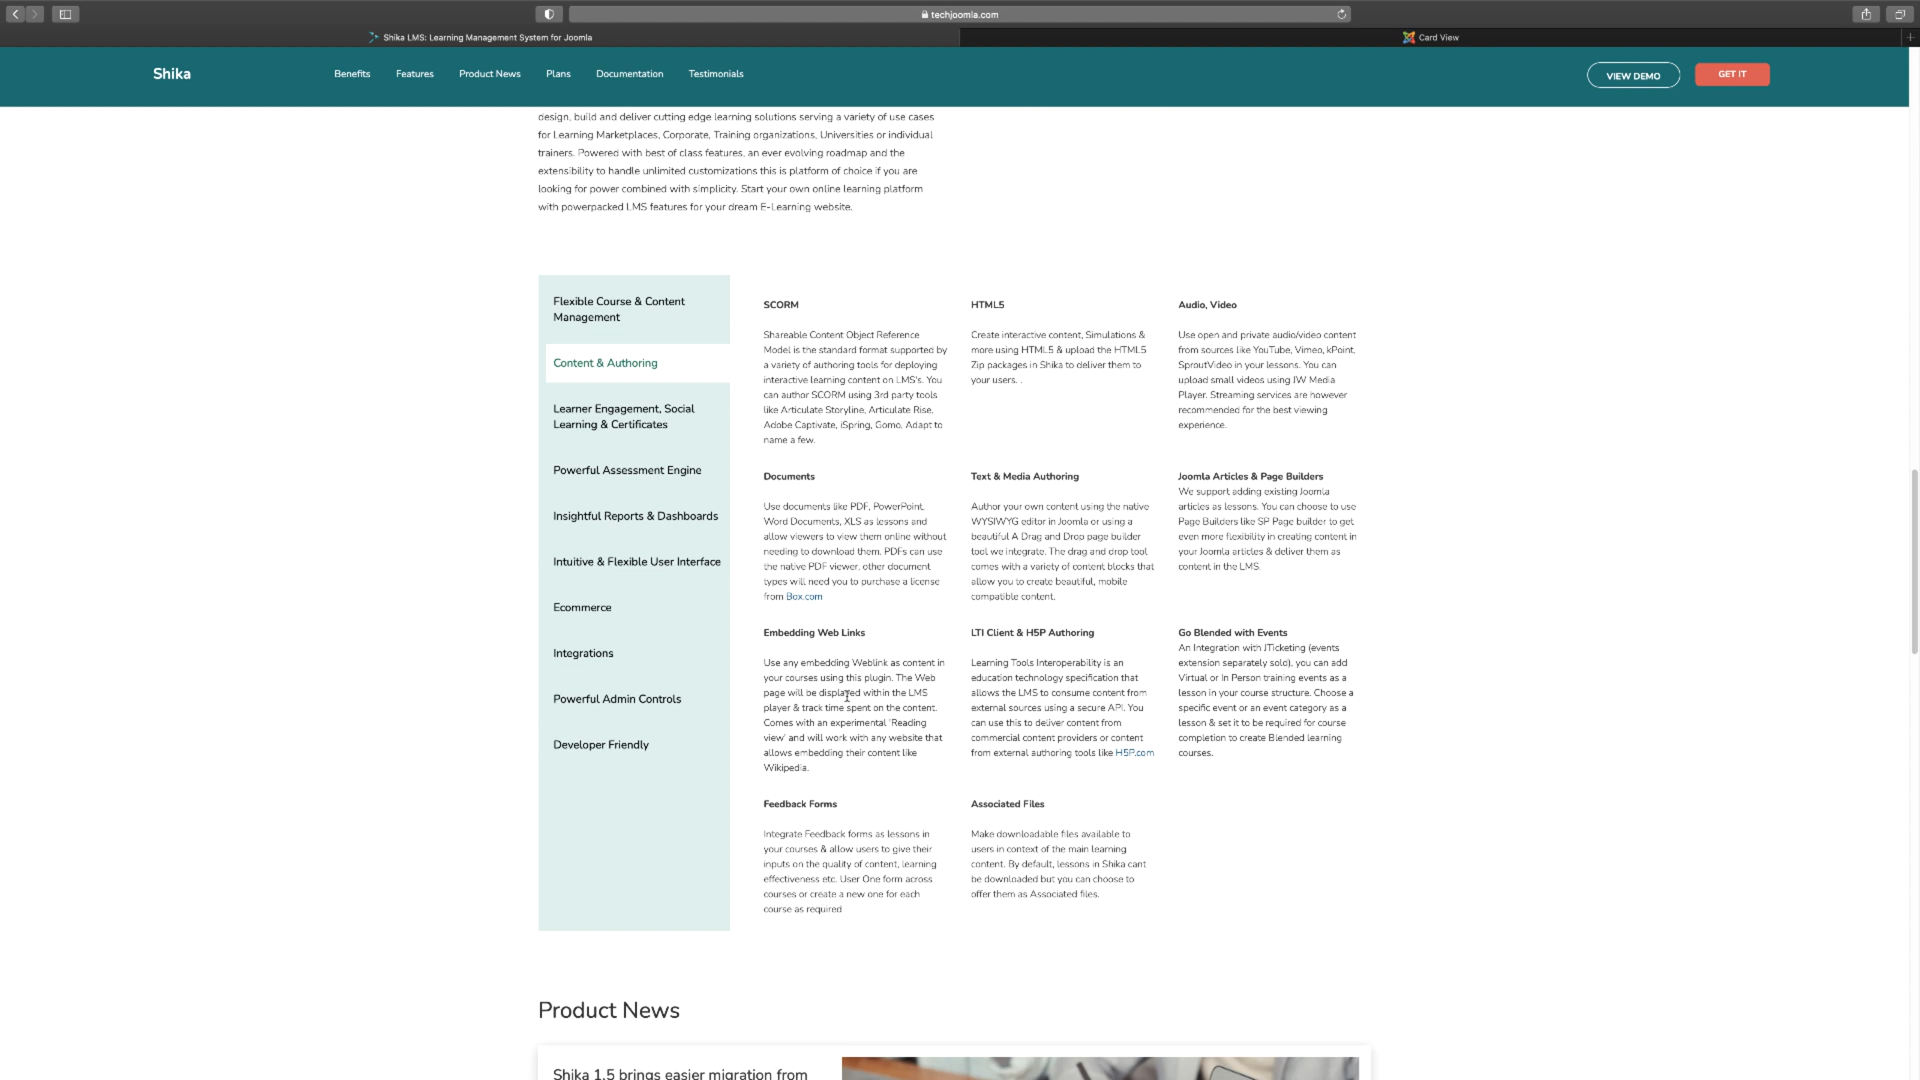 techjoomla.com
Shika LMS: Learning Management System for Joomla
Card View
Shika
Benefits
Features
Product News
Plans
Documentation
Testimonials
VIEW DEMO
GET IT
design, build and deliver cutting edge learning solutions serving a variety of use cases
for Learning Marketplaces, Corporate, Training organizations, Universities or individual
trainers. Powered with best of class features, an ever evolving roadmap and the
extensibility to handle unlimited customizations this is platform of choice if you are
looking for power combined with simplicity. Start your own online learning platform
with powerpacked LMS features for your dream E-Learning website.
Flexible Course & Content
Management
Content & Authoring
Learner Engagement, Social
Learning & Certificates
Powerful Assessment Engine
Insightful Reports & Dashboards
Intuitive & Flexible User Interface
Ecommerce
Integrations
Powerful Admin Controls
Developer Friendly
SCORM
Shareable Content Object Reference
Model is the standard format supported by
a variety of authoring tools for deploying
interactive learning content on LMS's. You
can author SCORM using 3rd party tools
like Articulate Storyline, Articulate Rise,
Adobe Captivate, iSpring, Gomo, Adapt to
name a few.
HTML5
Create interactive content, Simulations &
more using HTML5 & upload the HTML5
Zip packages in Shika to deliver them to
your users. .
Audio, Video
Use open and private audio/video content
from sources like YouTube, Vimeo, kPoint,
SproutVideo in your lessons. You can
upload small videos using JW Media
Player. Streaming services are however
recommended for the best viewing
experience.
Documents
Use documents like PDF, PowerPoint,
Word Documents, XLS as lessons and
allow viewers to view them online without
needing to download them. PDFs can use
the native PDF viewer, other document
types will need you to purchase a license
from Box.com
Text & Media Authoring
Author your own content using the native
WYSIWYG editor in Joomla or using a
beautiful A Drag and Drop page builder
tool we integrate. The drag and drop tool
comes with a variety of content blocks that
allow you to create beautiful, mobile
compatible content.
Joomla Articles & Page Builders
We support adding existing Joomla
articles as lessons. You can choose to use
Page Builders like SP Page builder to get
even more flexibility in creating content in
your Joomla articles & deliver them as
content in the LMS.
Embedding Web Links
Use any embedding Weblink as content in
your courses using this plugin. The Web
page will be displayed within the LMS
player & track time spent on the content.
Comes with an experimental 'Reading
view' and will work with any website that
allows embedding their content like
Wikipedia.
LTI Client & H5P Authoring
Learning Tools Interoperability is an
education technology specification that
allows the LMS to consume content from
external sources using a secure API. You
can use this to deliver content from
commercial content providers or content
from external authoring tools like H5P.com
Go Blended with Events
An Integration with JTicketing (events
extension separately sold), you can add
Virtual or In Person training events as a
lesson in your course structure. Choose a
specific event or an event category as a
lesson & set it to be required for course
completion to create Blended learning
courses.
Feedback Forms
Integrate Feedback forms as lessons in
your courses & allow users to give their
inputs on the quality of content, learning
effectiveness etc. User One form across
courses or create a new one for each
course as required
Associated Files
Make downloadable files available to
users in context of the main learning
content. By default, lessons in Shika cant
be downloaded but you can choose to
offer them as Associated files.
Product News
Shika 1.5 brings easier migration from